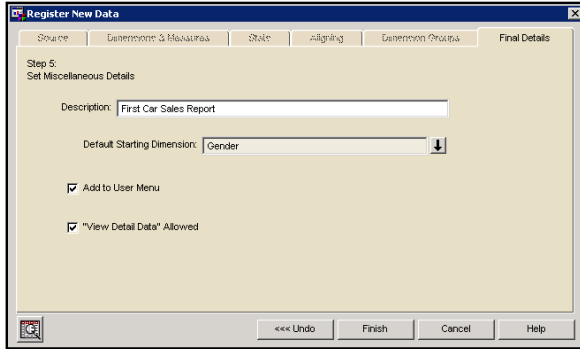 Register New Data
Source Dimensions & Measures State Aligning Dimension Groups Final Details
Step 5:
Set Miscellaneous Details
Description: First Car Sales Report
Default Starting Dimension: Gender
Add to User Menu
"View Detail Data" Allowed
<<< Undo Finish Cancel Help